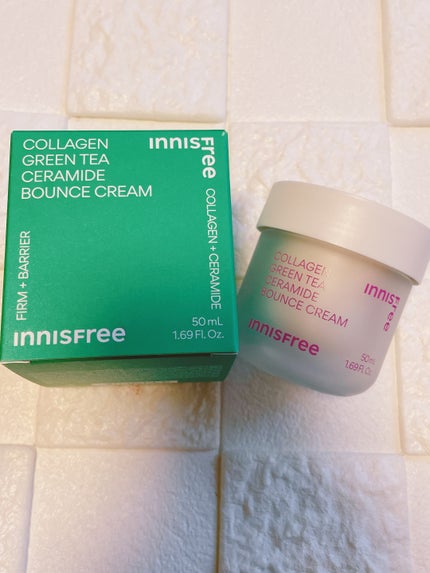 COLLAGEN
GREEN TEA
CERAMIDE
BOUNCE CREAM
INNISFree
COLLAGEN + CERAMIDE
FIRM + BARRIER
50 mL
1.69 Fl. Oz.
INNISFree
COLLAGEN
GREEN TEA
CERAMIDE
BOUNCE CREAM
INNISFree
INNISFree
50 mL
1.69 Fl. Oz.